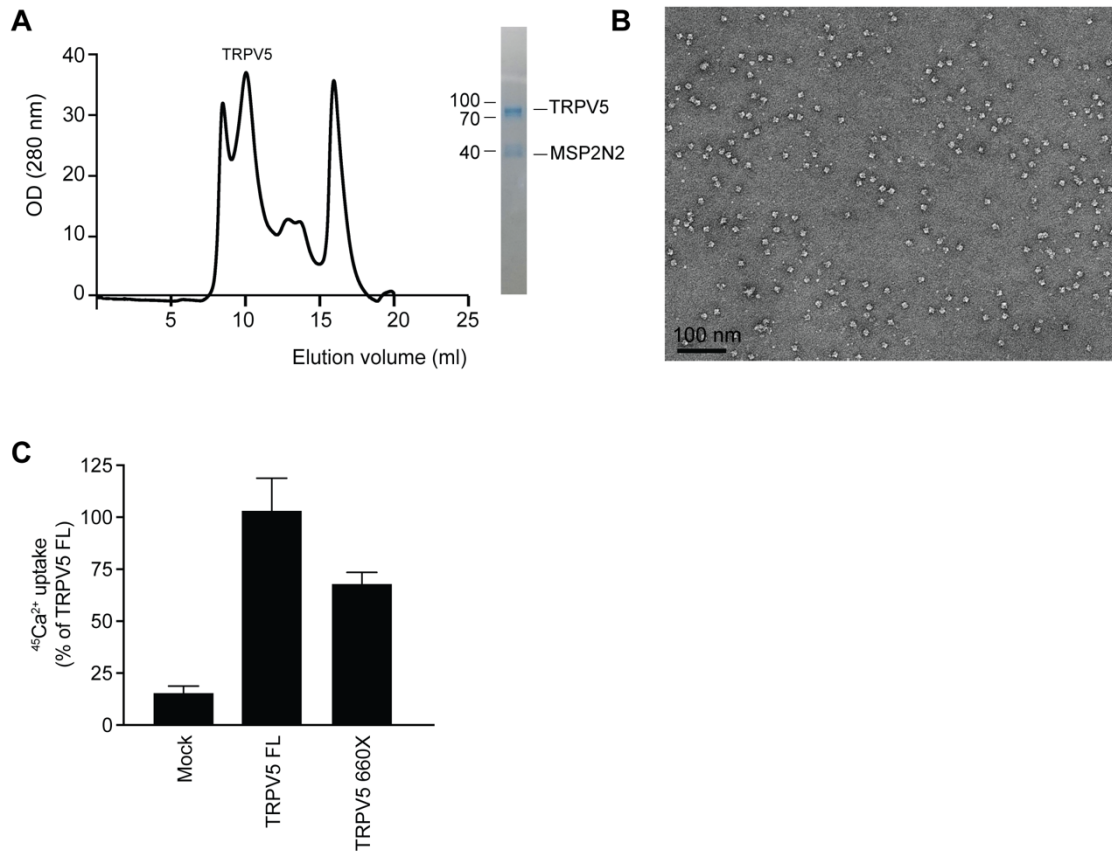 A
TRPV5
OD (280 nm)
40
30
20
10
0
5
10
15
20
25
Elution volume (ml)
100
70
40
TRPV5
MSP2N2
B
100 nm
C
45Ca2+ uptake
(% of TRPV5 FL)
125
100
75
50
25
0
Mock
TRPV5 FL
TRPV5 660X